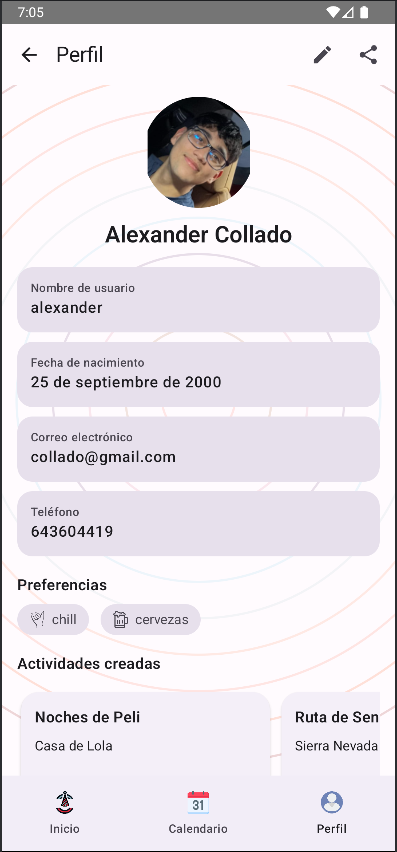 7:05
Perfil
Alexander Collado
Nombre de usuario
alexander
Fecha de nacimiento
25 de septiembre de 2000
Correo electrónico
collado@gmail.com
Teléfono
643604419
Preferencias
chill
cervezas
Actividades creadas
Noches de Peli
Ruta de Sen
Casa de Lola
Sierra Nevada
31
Inicio
Calendario
Perfil